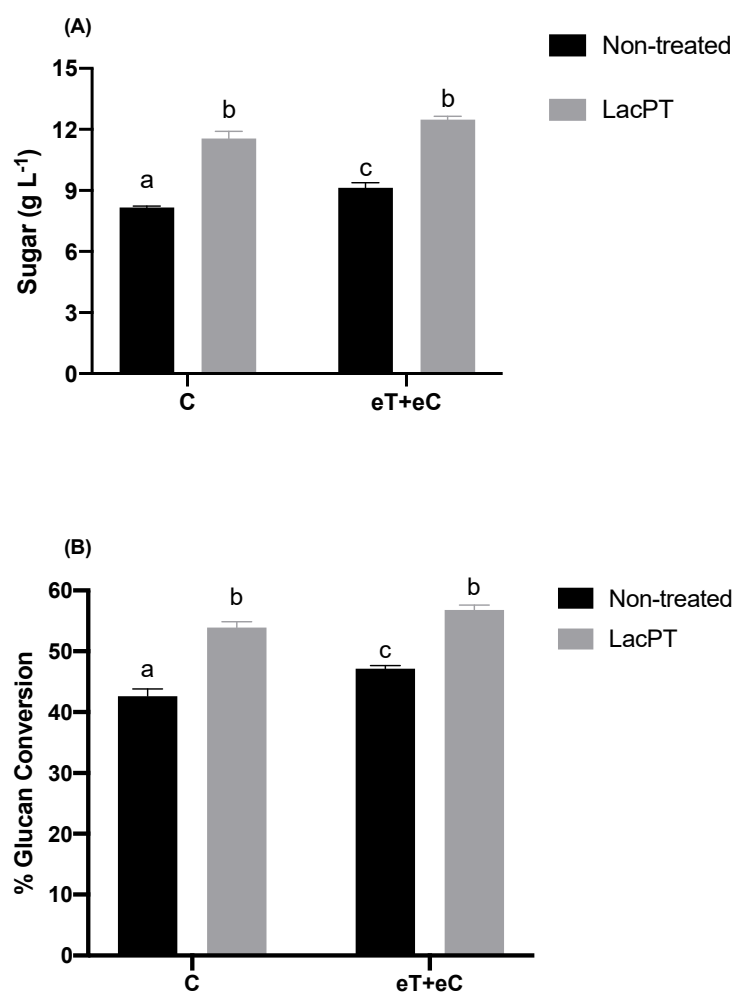 (A)
Non-treated
LacPT
Sugar (g L-1)
15
12
9
6
3
0
a
b
c
b
C
eT+eC
(B)
Non-treated
LacPT
% Glucan Conversion
60
50
40
30
20
10
0
a
b
c
b
C
eT+eC